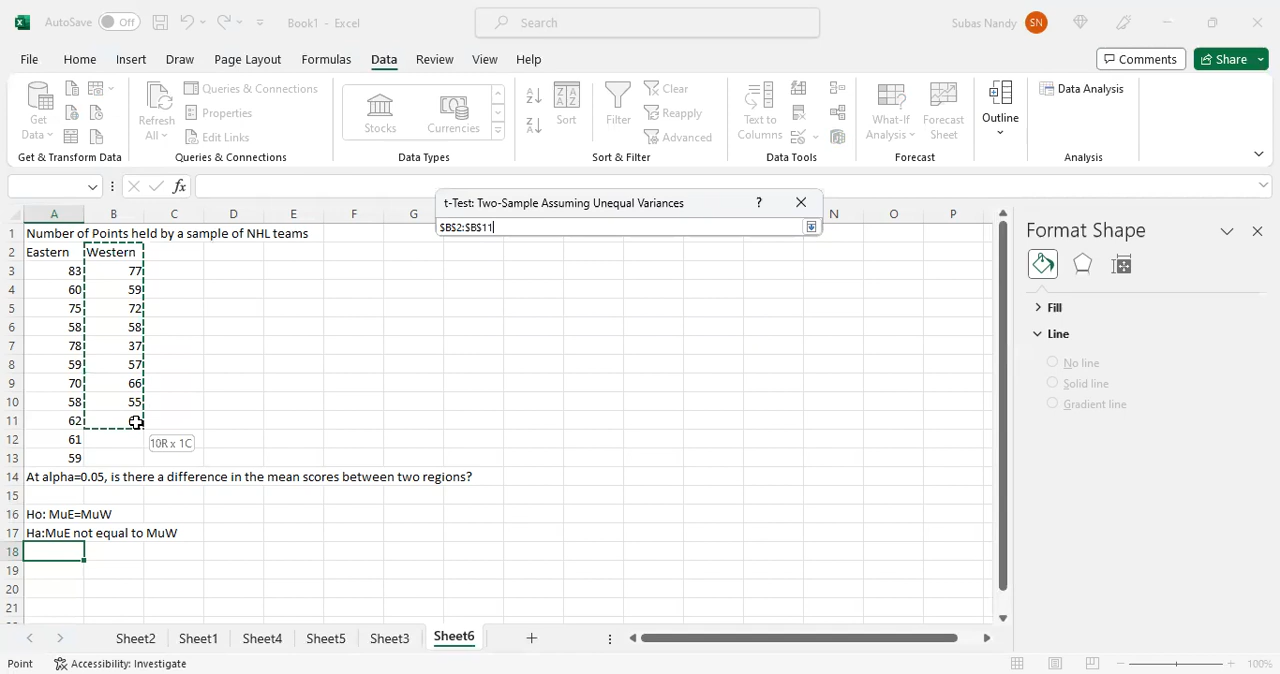 AutoSave Off Book1 - Excel Search Subas Nandy SN
File Home Insert Draw Page Layout Formulas Data Review View Help Comments Share
Get Data Refresh All Queries & Connections Properties Edit Links Stocks Currencies Sort Filter Clear Reapply Advanced Text to Columns What-If Analysis Forecast Sheet Outline Data Analysis
Get & Transform Data Queries & Connections Data Types Sort & Filter Data Tools Forecast Analysis
fx
t-Test: Two-Sample Assuming Unequal Variances ?
$B$2:$B$11
A B C D E F G N O P
1 Number of Points held by a sample of NHL teams
2 Eastern Western
3 83 77
4 60 59
5 75 72
6 58 58
7 78 37
8 59 57
9 70 66
10 58 55
11 62
10R x 1C
12 61
13 59
14 At alpha=0.05, is there a difference in the mean scores between two regions?
15
16 Ho: MuE=MuW
17 Ha:MuE not equal to MuW
18
19
20
21
Format Shape
Fill
Line
No line
Solid line
Gradient line
Sheet2 Sheet1 Sheet4 Sheet5 Sheet3 Sheet6
Point Accessibility: Investigate 100%